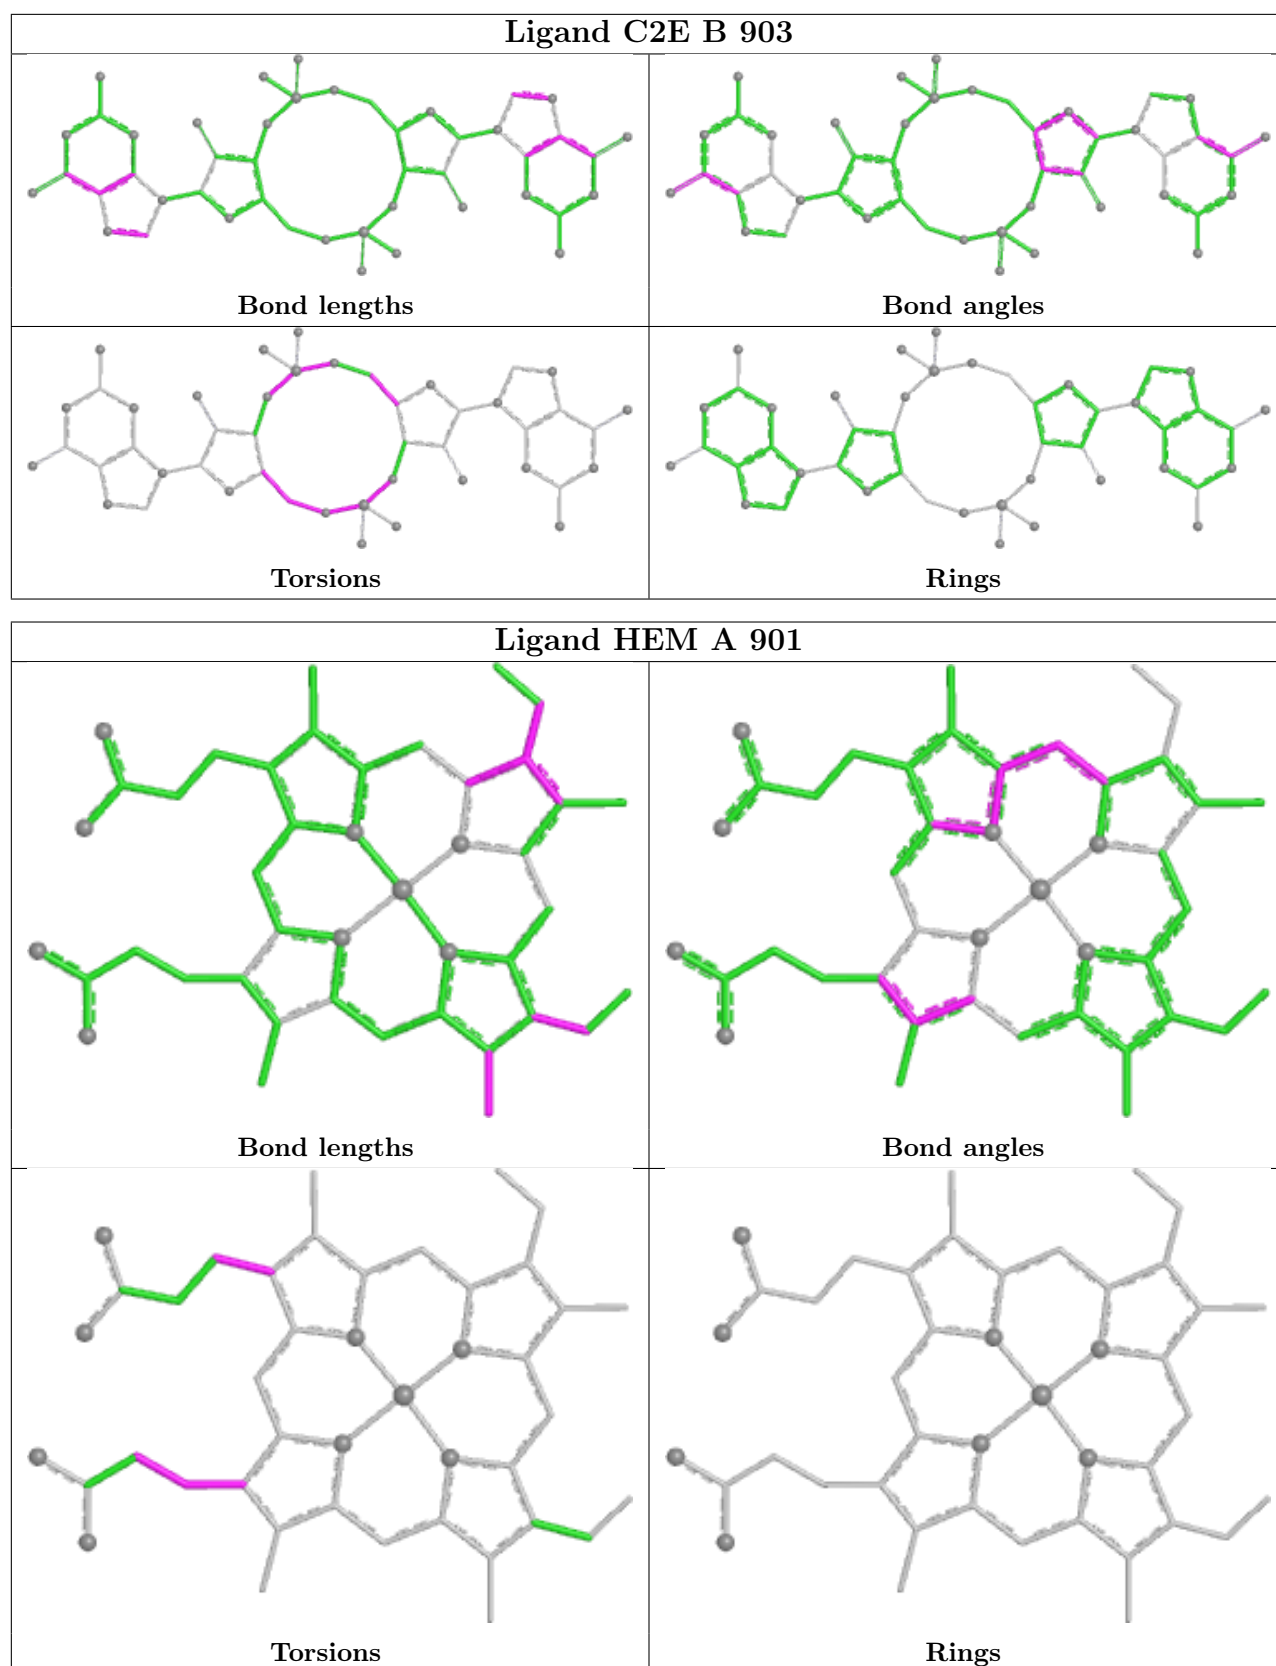 Ligand C2E B 903
Bond lengths
Bond angles
Torsions
Rings
Ligand HEM A 901
Bond lengths
Bond angles
Torsions
Rings